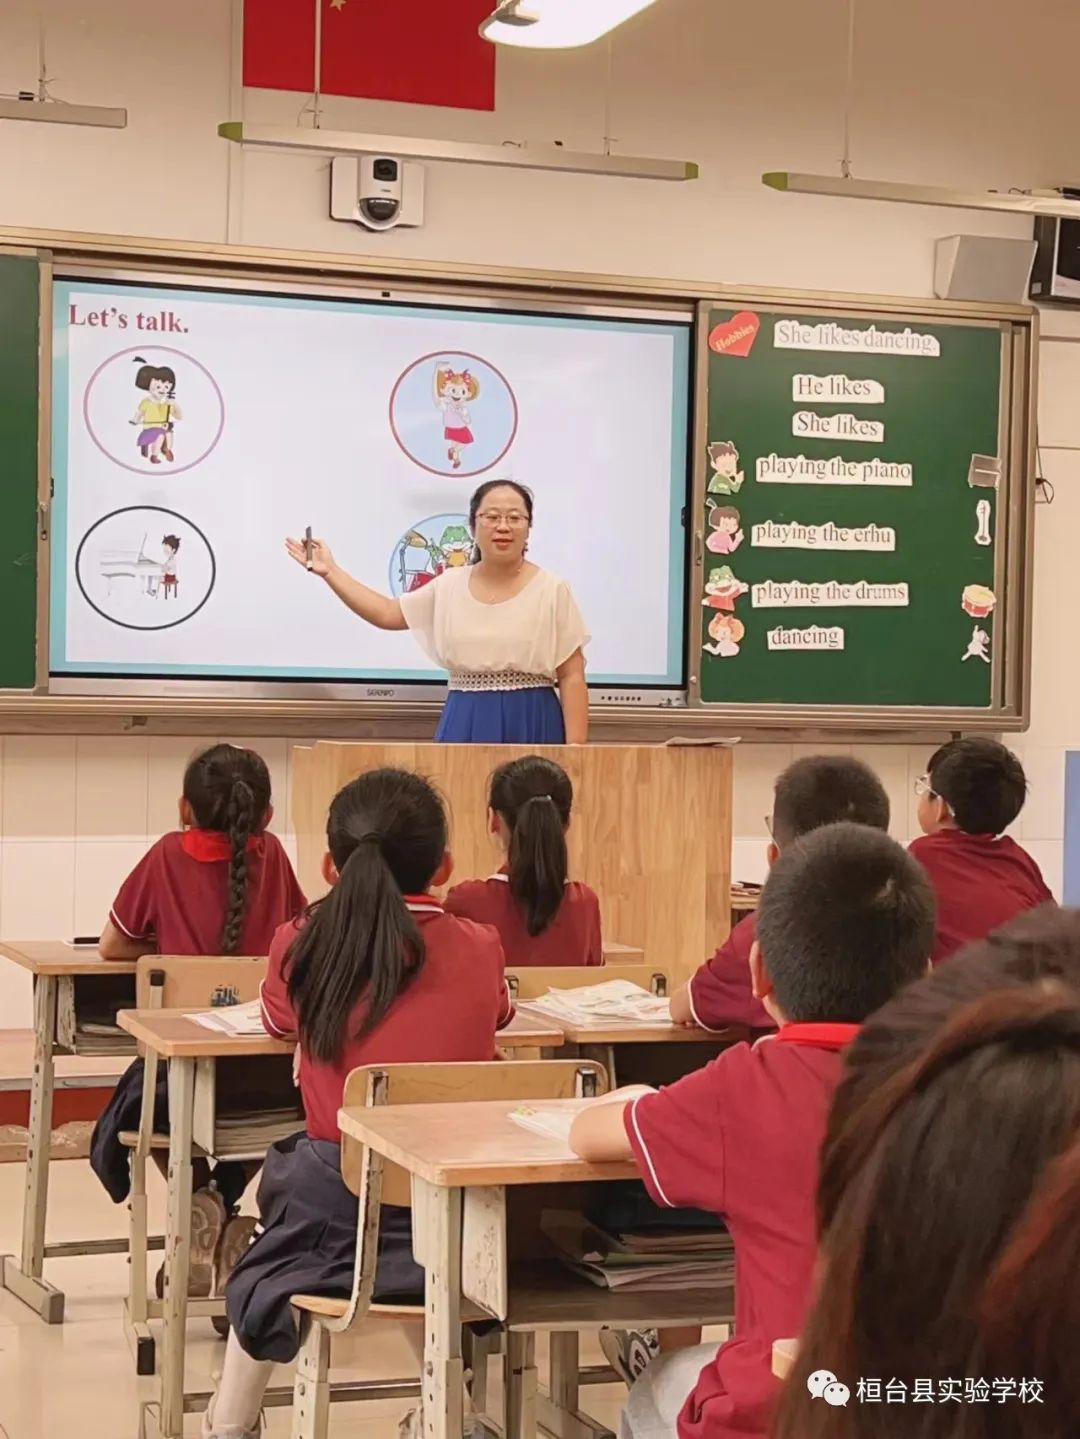 Let's talk.
Hobbies
She likes dancing.
He likes
She likes
playing the piano
playing the erhu
playing the drums
dancing
桓台县实验学校